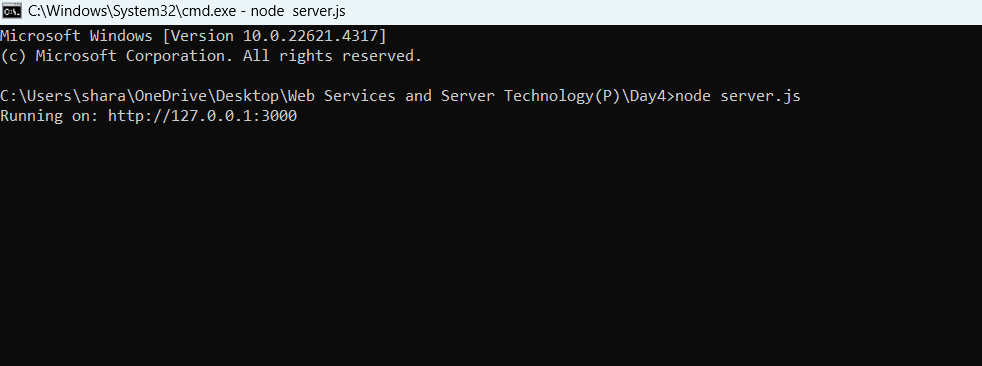 C:\Windows\System32\cmd.exe - node  server.js
Microsoft Windows [Version 10.0.22621.4317]
(c) Microsoft Corporation. All rights reserved.
C:\Users\shara\OneDrive\Desktop\Web Services and Server Technology(P)\Day4>node server.js
Running on: http://127.0.0.1:3000